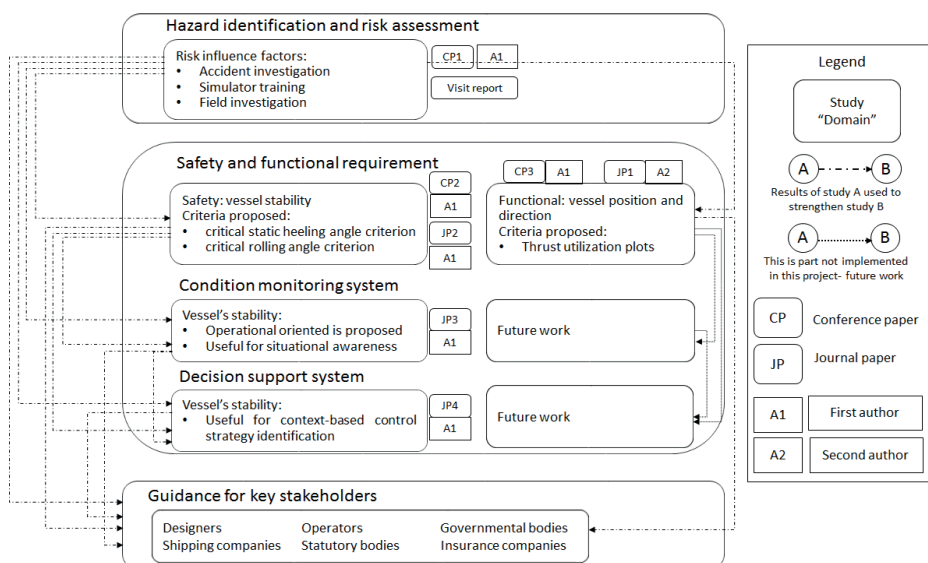 Hazard identification and risk assessment
Risk influence factors:
• Accident investigation
• Simulator training
• Field investigation
CP1
A1
Visit report
Safety and functional requirement
Safety: vessel stability
Criteria proposed:
• critical static heeling angle criterion
• critical rolling angle criterion
CP2
A1
JP2
A1
CP3
A1
JP1
A2
Functional: vessel position and
direction
Criteria proposed:
• Thrust utilization plots
Condition monitoring system
Vessel's stability:
• Operational oriented is proposed
• Useful for situational awareness
JP3
A1
Future work
Decision support system
Vessel's stability:
• Useful for context-based control
strategy identification
JP4
A1
Future work
Guidance for key stakeholders
Designers
Operators
Governmental bodies
Shipping companies
Statutory bodies
Insurance companies
Legend
Study
“Domain”
A
B
Results of study A used to
strengthen study B
A
B
This is part not implemented
in this project- future work
CP
Conference paper
JP
Journal paper
A1
First author
A2
Second author